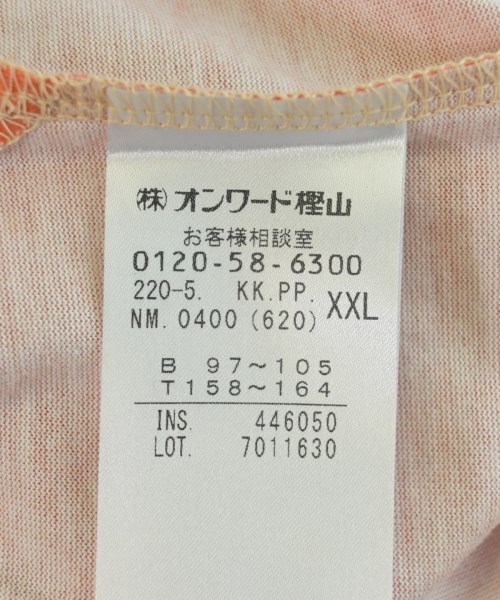 ㈱オンワード樫山
お客様相談室
0120-58-6300
220-5. KK.PP. XXL
NM.0400(620)
B 97～105
T158～164
INS. 446050
LOT. 7011630